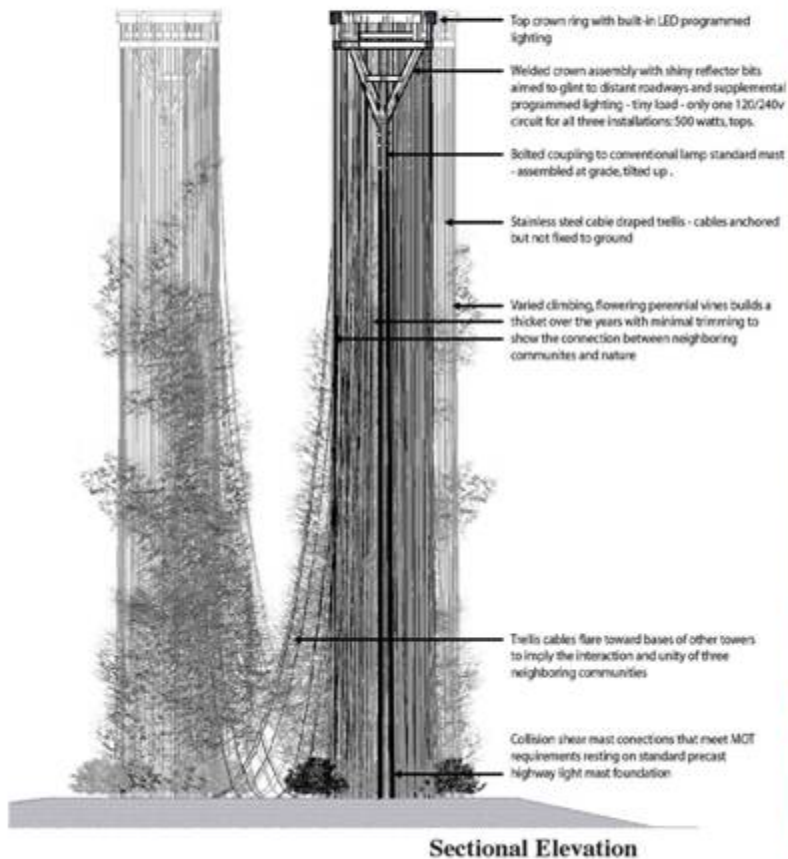 Top crown ring with built-in LED programmed
lighting
Welded crown assembly with shiny reflector bits
aimed to glint to distant roadways and supplemental
programmed lighting - tiny load - only one 120/240v
circuit for all three installations: 500 watts, tops.
Bolted coupling to conventional lamp standard mast
- assembled at grade, tilted up .
Stainless steel cable draped trellis - cables anchored
but not fixed to ground
Varied climbing, flowering perennial vines builds a
thicket over the years with minimal trimming to
show the connection between neighboring
communites and nature
Trellis cables flare toward bases of other towers
to imply the interaction and unity of three
neighboring communities
Collision shear mast conections that meet MOT
requirements resting on standard precast
highway light mast foundation
Sectional Elevation